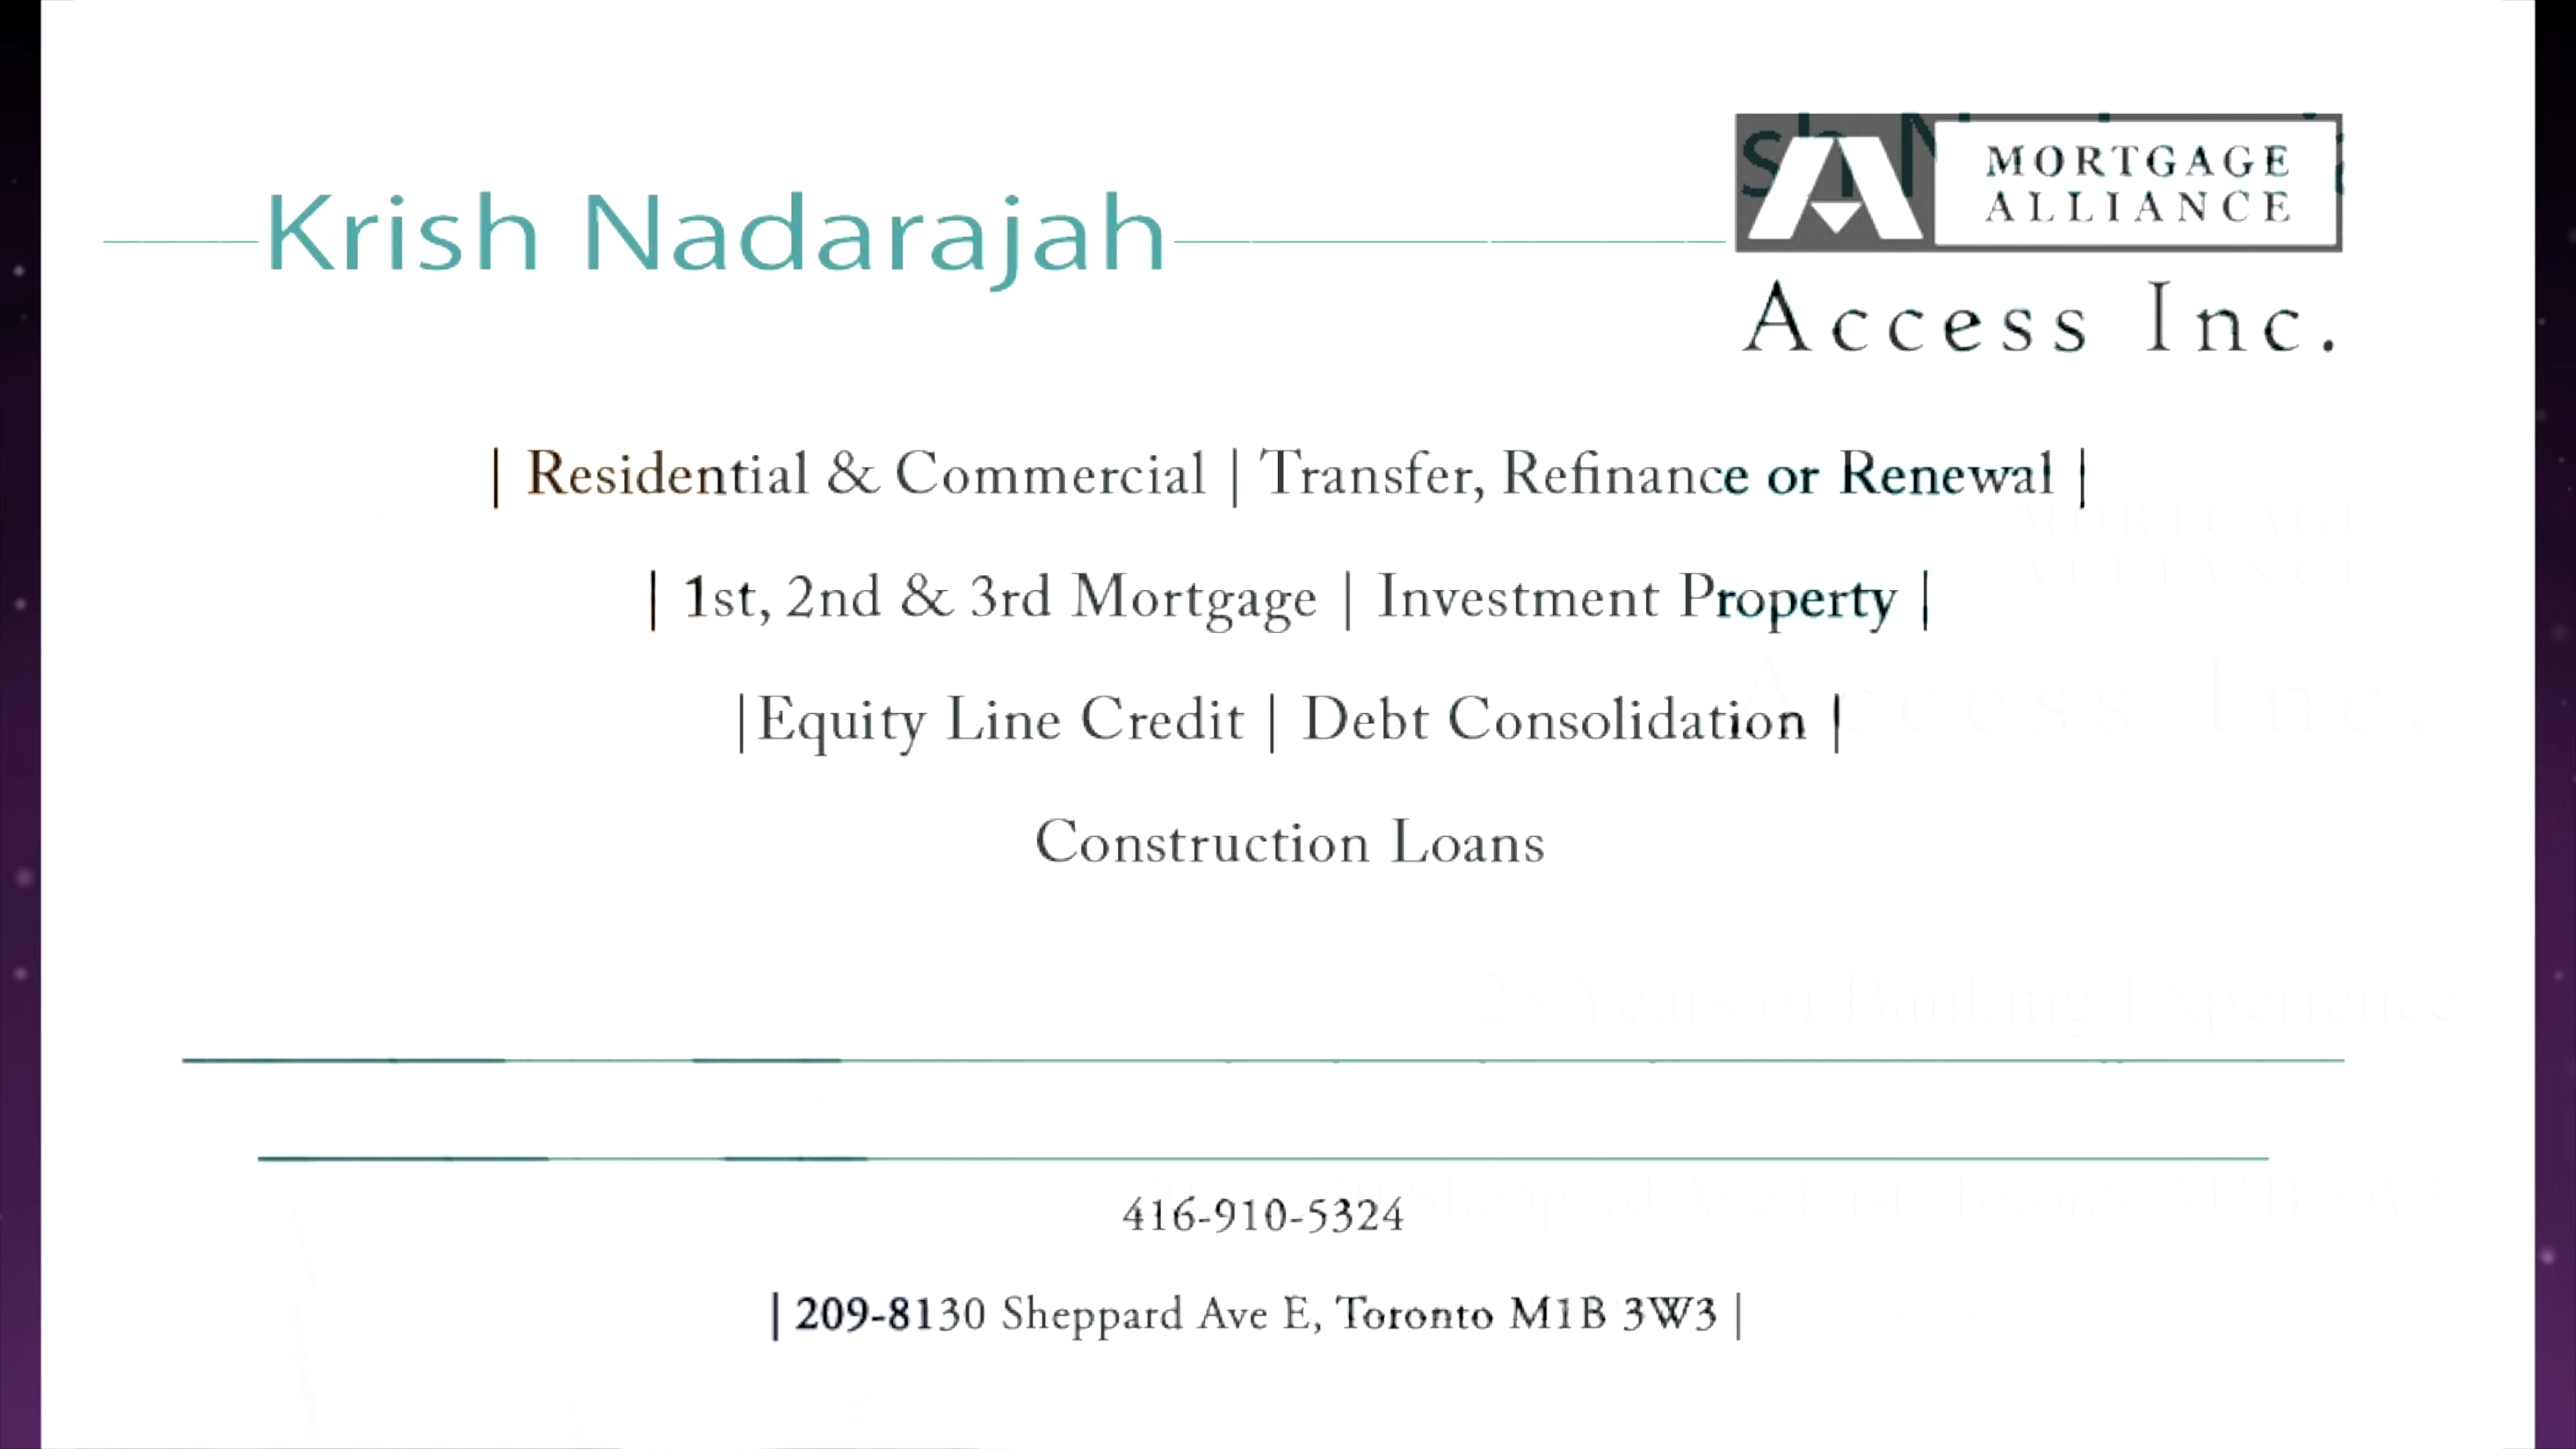 Krish Nadarajah
MORTGAGE
ALLIANCE
Access Inc.
| Residential & Commercial | Transfer, Refinance or Renewal |
| 1st, 2nd & 3rd Mortgage | Investment Property |
|Equity Line Credit | Debt Consolidation |
Construction Loans
416-910-5324
| 209-8130 Sheppard Ave E, Toronto M1B 3W3 |